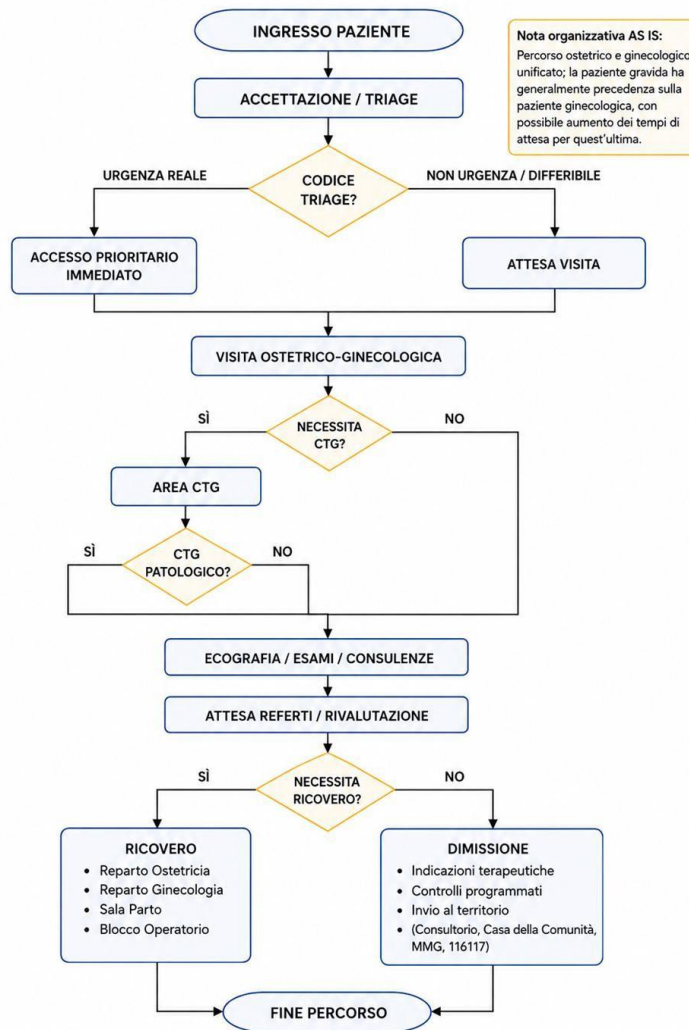 INGRESSO PAZIENTE
Nota organizzativa AS IS:
Percorso ostetrico e ginecologico
unificato; la paziente gravida ha
generalmente precedenza sulla
paziente ginecologica, con
possibile aumento dei tempi di
attesa per quest'ultima.
ACCETTAZIONE / TRIAGE
CODICE
TRIAGE?
URGENZA REALE
NON URGENZA / DIFFERIBILE
ACCESSO PRIORITARIO
IMMEDIATO
ATTESA VISITA
VISITA OSTETRICO-GINECOLOGICA
NECESSITA
CTG?
SÌ
NO
AREA CTG
CTG
PATOLOGICO?
SÌ
NO
ECOGRAFIA / ESAMI / CONSULENZE
ATTESA REFERTI / RIVALUTAZIONE
NECESSITA
RICOVERO?
SÌ
NO
RICOVERO
• Reparto Ostetricia
• Reparto Ginecologia
• Sala Parto
• Blocco Operatorio
DIMISSIONE
• Indicazioni terapeutiche
• Controlli programmati
• Invio al territorio
• (Consultorio, Casa della Comunità,
MMG, 116117)
FINE PERCORSO